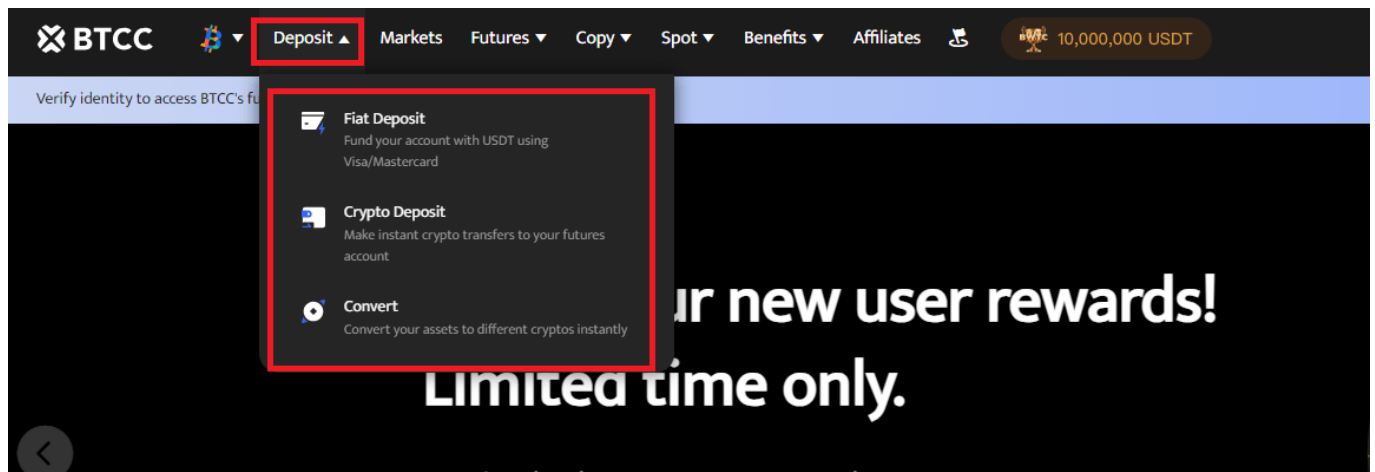 BTCC
Deposit
Markets
Futures
Copy
Spot
Benefits
Affiliates
10,000,000 USDT
Verify identity to access BTCC's
Fiat Deposit
Fund your account with USDT using
Visa/Mastercard
Crypto Deposit
Make instant crypto transfers to your futures
account
Convert
Convert your assets to different cryptos instantly
new user rewards!
Limited time only.